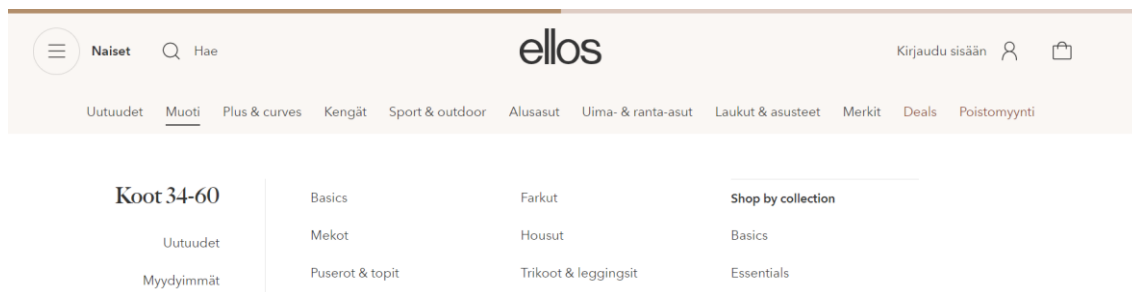 Naiset Hae ellos Kirjaudu sisään
Uutuudet Muoti Plus & curves Kengät Sport & outdoor Alusasut Uima- & ranta-asut Laukut & asusteet Merkit Deals Poistomyynti
Koot 34-60
Uutuudet
Myydyimmät
Basics
Mekot
Puserot & topit
Farkut
Housut
Trikoot & leggingsit
Shop by collection
Basics
Essentials